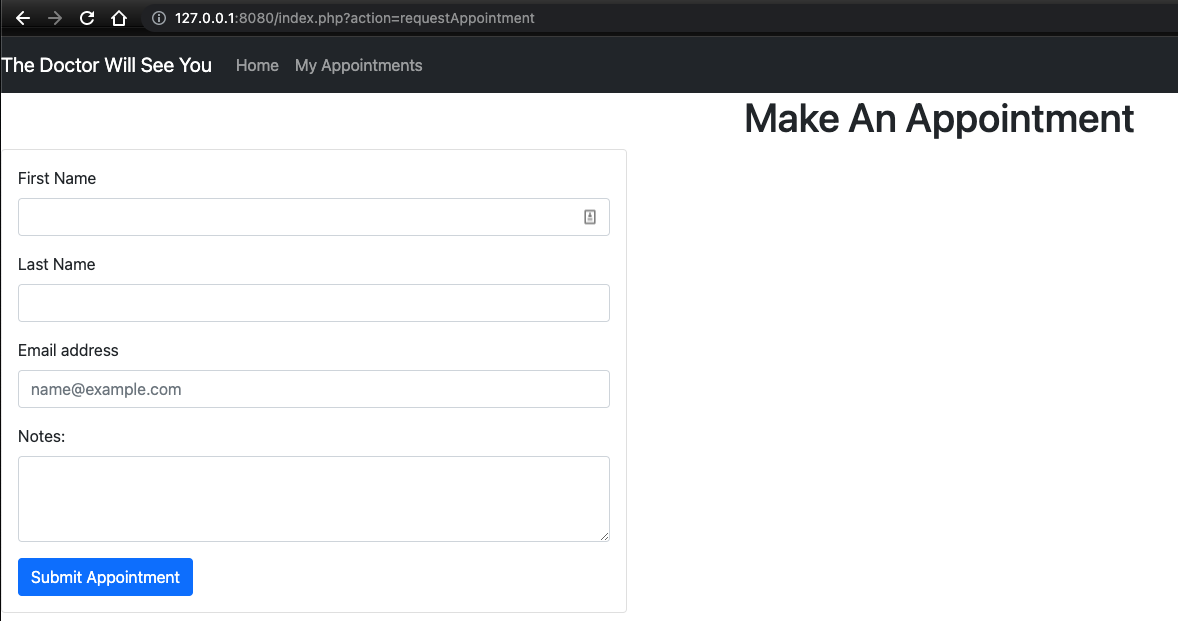 127.0.0.1:8080/index.php?action=requestAppointment
The Doctor Will See You Home My Appointments
Make An Appointment
First Name
Last Name
Email address
name@example.com
Notes:
Submit Appointment